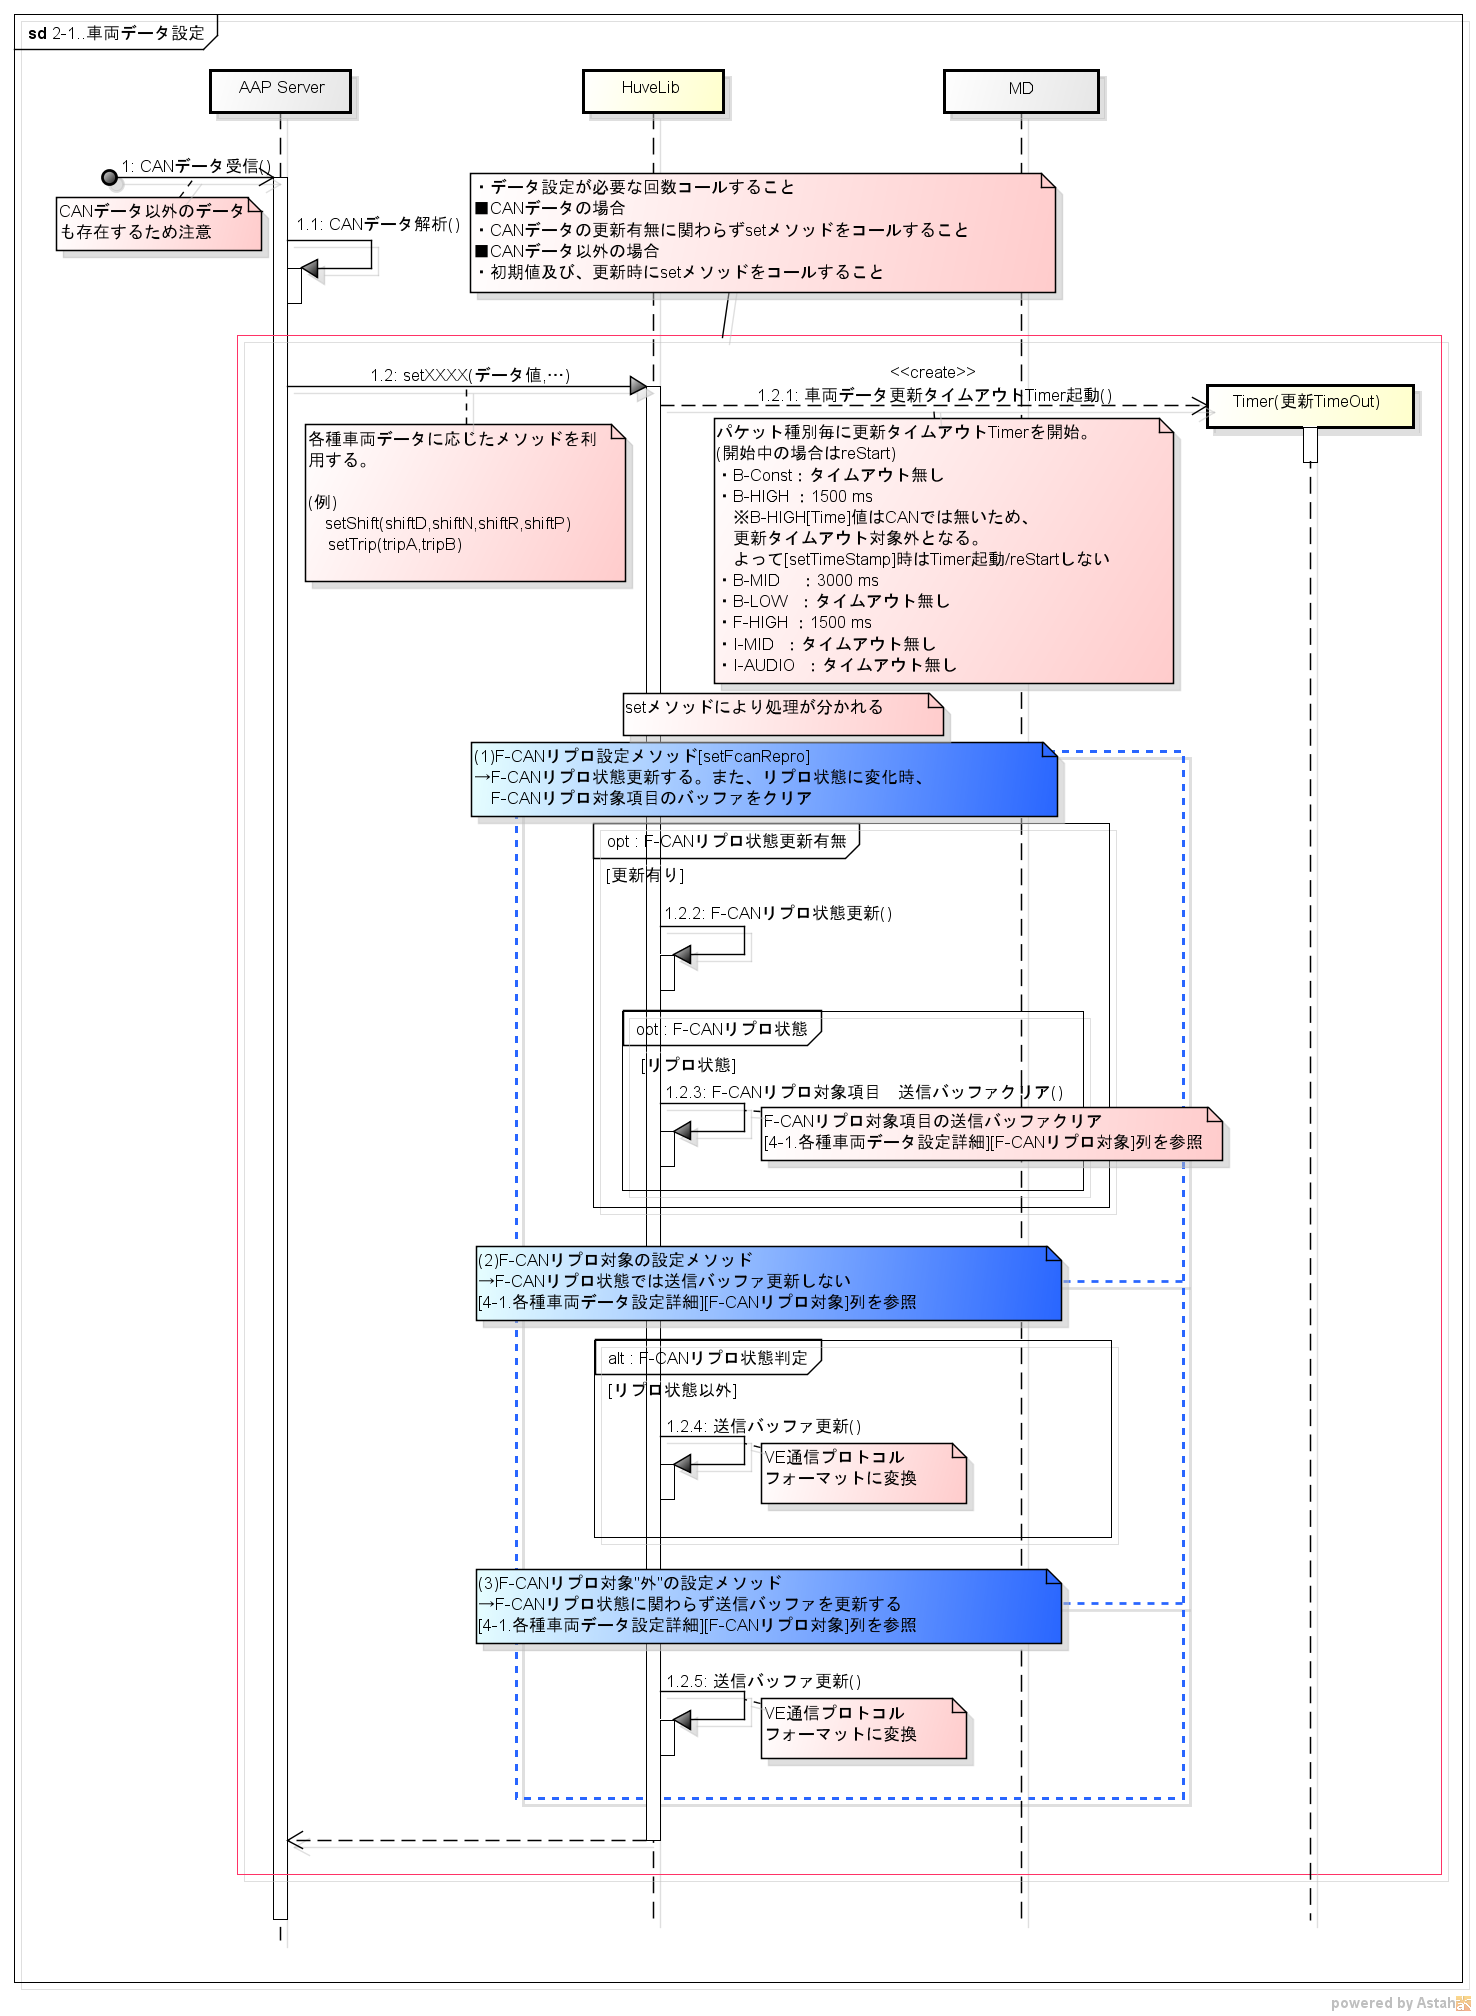 sd 2-1..車両データ設定
AAP Server
HuveLib
MD
1: CANデータ受信()
CANデータ以外のデータ
も存在するため注意
1.1: CANデータ解析()
・データ設定が必要な回数コールすること
■CANデータの場合
・CANデータの更新有無に関わらずsetメソッドをコールすること
■CANデータ以外の場合
・初期値及び、更新時にsetメソッドをコールすること
1.2: setXXXX(データ値,…)
<<create>>
1.2.1: 車両データ更新タイムアウトTimer起動()
Timer(更新TimeOut)
各種車両データに応じたメソッドを利
用する。
(例)
setShift(shiftD,shiftN,shiftR,shiftP)
setTrip(tripA,tripB)
パケット種別毎に更新タイムアウトTimerを開始。
(開始中の場合はreStart)
・B-Const：タイムアウト無し
・B-HIGH ：1500 ms
※B-HIGH[Time]値はCANでは無いため、
更新タイムアウト対象外となる。
よって[setTimeStamp]時はTimer起動/reStartしない
・B-MID ：3000 ms
・B-LOW ：タイムアウト無し
・F-HIGH ：1500 ms
・I-MID ：タイムアウト無し
・I-AUDIO ：タイムアウト無し
setメソッドにより処理が分かれる
(1)F-CANリプロ設定メソッド[setFcanRepro]
→F-CANリプロ状態更新する。また、リプロ状態に変化時、
F-CANリプロ対象項目のバッファをクリア
opt : F-CANリプロ状態更新有無
[更新有り]
1.2.2: F-CANリプロ状態更新()
opt : F-CANリプロ状態
[リプロ状態]
1.2.3: F-CANリプロ対象項目　送信バッファクリア()
F-CANリプロ対象項目の送信バッファクリア
[4-1.各種車両データ設定詳細][F-CANリプロ対象]列を参照
(2)F-CANリプロ対象の設定メソッド
→F-CANリプロ状態では送信バッファ更新しない
[4-1.各種車両データ設定詳細][F-CANリプロ対象]列を参照
alt : F-CANリプロ状態判定
[リプロ状態以外]
1.2.4: 送信バッファ更新()
VE通信プロトコル
フォーマットに変換
(3)F-CANリプロ対象"外"の設定メソッド
→F-CANリプロ状態に関わらず送信バッファを更新する
[4-1.各種車両データ設定詳細][F-CANリプロ対象]列を参照
1.2.5: 送信バッファ更新()
VE通信プロトコル
フォーマットに変換
powered by Astah